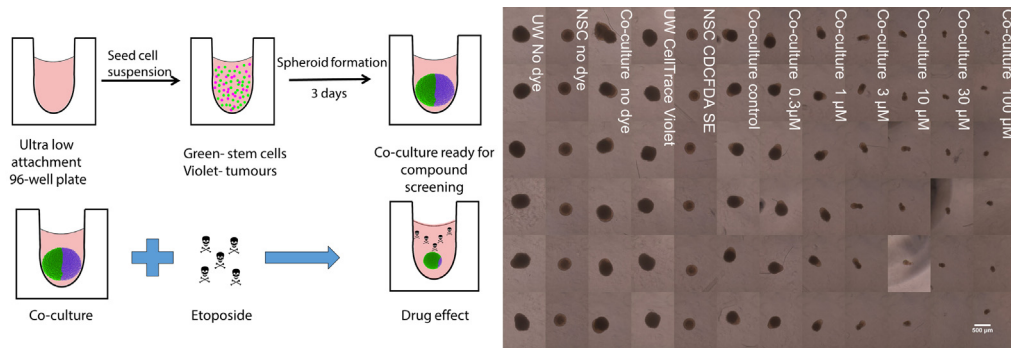 Seed cell
suspension
Spheroid formation
3 days
Ultra low
attachment
96-well plate
Green- stem cells
Violet- tumours
Co-culture ready for
compound
screening
Co-culture
Etoposide
Drug effect
UW No dye
NSC no dye
Co-culture no dye
UW CellTrace Violet
NSC CDCFDA SE
Co-culture control
Co-culture 0.3μM
Co-culture 1 μM
Co-culture 3 μM
Co-culture 10 μM
Co-culture 30 μM
Co-culture 100 μM
500 μm